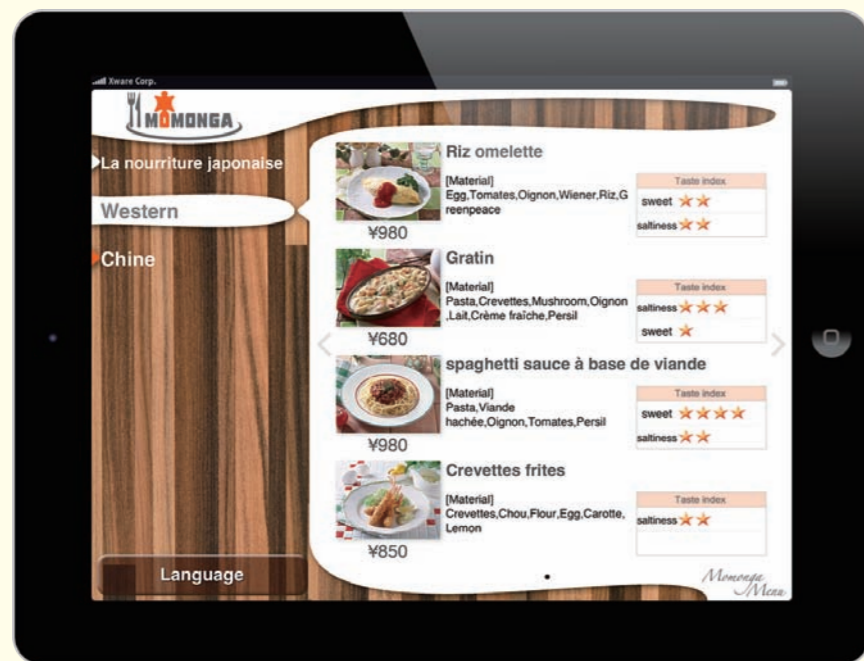 Xware Corp.
MOMONGA
La nourriture japonaise
Western
Chine
Language
Riz omelette
[Material]
Egg,Tomates,Oignon,Wiener,Riz,G
reenpeace
¥980
Taste index
sweet
saltiness
Gratin
[Material]
Pasta,Crevettes,Mushroom,Oignon
,Lait,Crème fraîche,Persil
¥680
Taste index
saltiness
sweet
spaghetti sauce à base de viande
[Material]
Pasta,Viande
hachée,Oignon,Tomates,Persil
¥980
Taste index
sweet
saltiness
Crevettes frites
[Material]
Crevettes,Chou,Flour,Egg,Carotte,
Lemon
¥850
Taste index
saltiness
Momonga
Menu